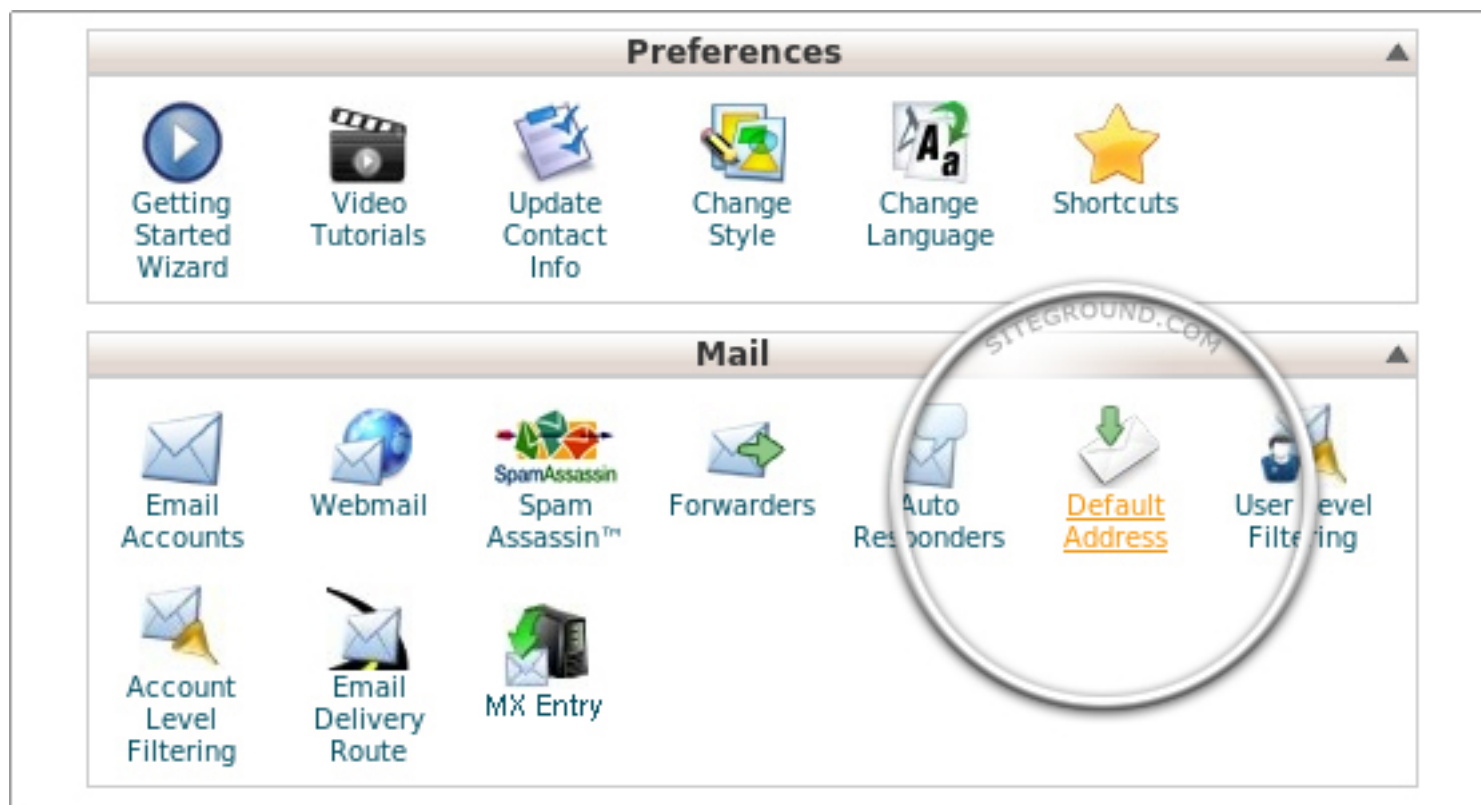 Preferences
Getting
Started
Wizard
Video
Tutorials
Update
Contact
Info
Change
Style
Aa
Change
Language
Shortcuts
SITEGROUND.COM
Mail
Email
Accounts
Webmail
SpamAssassin
Spam
Assassin™
Forwarders
Auto
Responders
Default
Address
User Level
Filtering
Account
Level
Filtering
Email
Delivery
Route
MX Entry